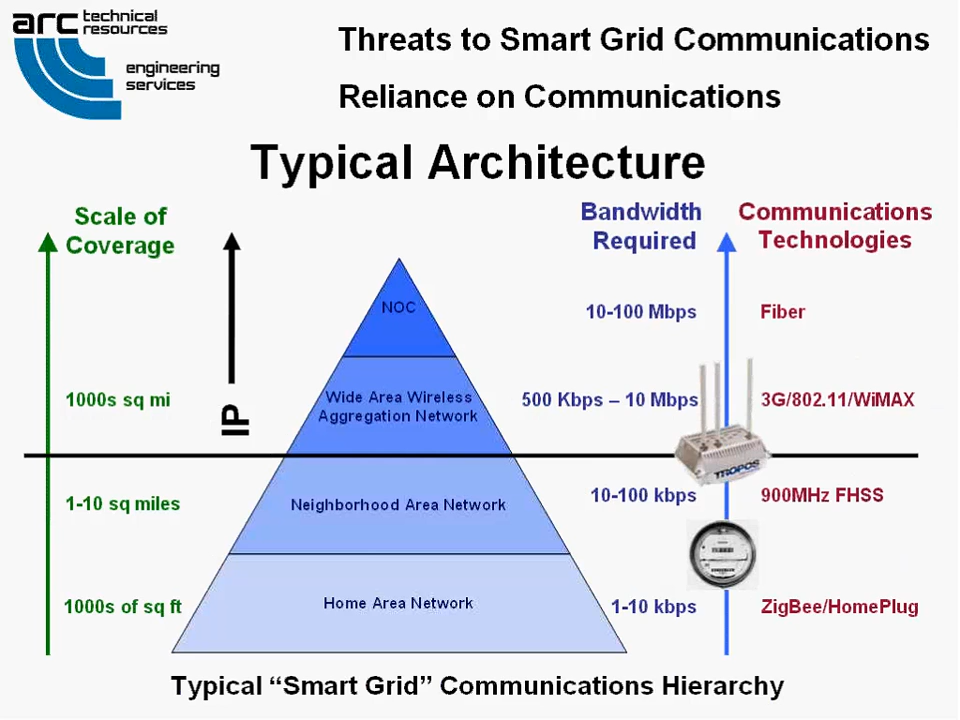 arc technical
resources
engineering
services
Threats to Smart Grid Communications
Reliance on Communications
Typical Architecture
Scale of
Coverage
IP
Bandwidth
Required
Communications
Technologies
NOC
10-100 Mbps
Fiber
1000s sq mi
Wide Area Wireless
Aggregation Network
500 Kbps – 10 Mbps
3G/802.11/WiMAX
TROPOS
1-10 sq miles
Neighborhood Area Network
10-100 kbps
900MHz FHSS
1000s of sq ft
Home Area Network
1-10 kbps
ZigBee/HomePlug
Typical “Smart Grid” Communications Hierarchy